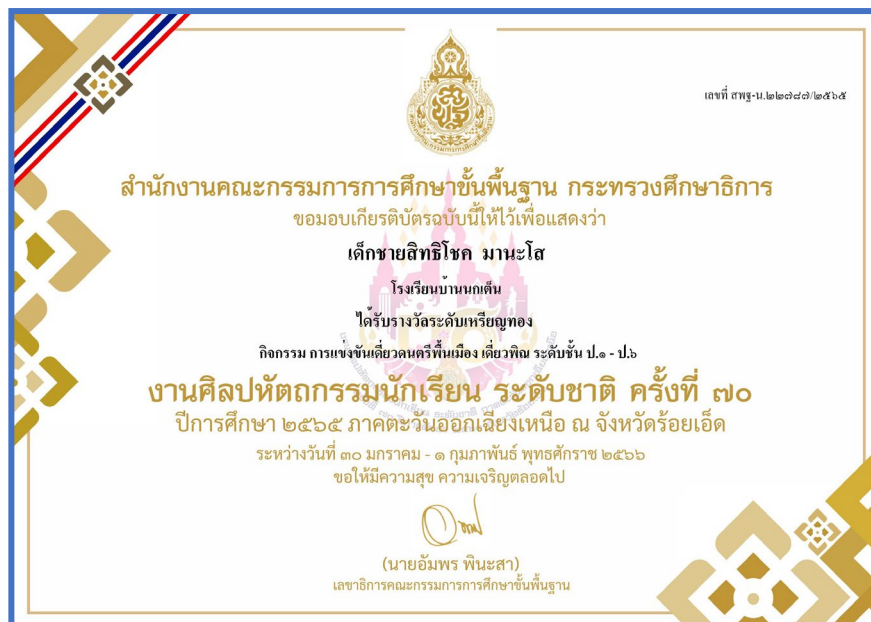 เลขที่ สพฐ-น.๒๒๗๘๗/๒๕๖๕
สำนักงานคณะกรรมการการศึกษาขั้นพื้นฐาน กระทรวงศึกษาธิการ
ขอมอบเกียรติบัตรฉบับนี้ให้ไว้เพื่อแสดงว่า
เด็กชายสิทธิโชค มานะโส
โรงเรียนบ้านนกเต็น
ได้รับรางวัลระดับเหรียญทอง
กิจกรรม การแข่งขันเดี่ยวดนตรีพื้นเมือง เดี่ยวพิณ ระดับชั้น ป.๑ - ป.๖
งานศิลปหัตถกรรมนักเรียน ระดับชาติ ครั้งที่ ๗๐
ปีการศึกษา ๒๕๖๕ ภาคตะวันออกเฉียงเหนือ ณ จังหวัดร้อยเอ็ด
ระหว่างวันที่ ๓๐ มกราคม - ๑ กุมภาพันธ์ พุทธศักราช ๒๕๖๖
ขอให้มีความสุข ความเจริญตลอดไป
(นายอัมพร พินะสา)
เลขาธิการคณะกรรมการการศึกษาขั้นพื้นฐาน